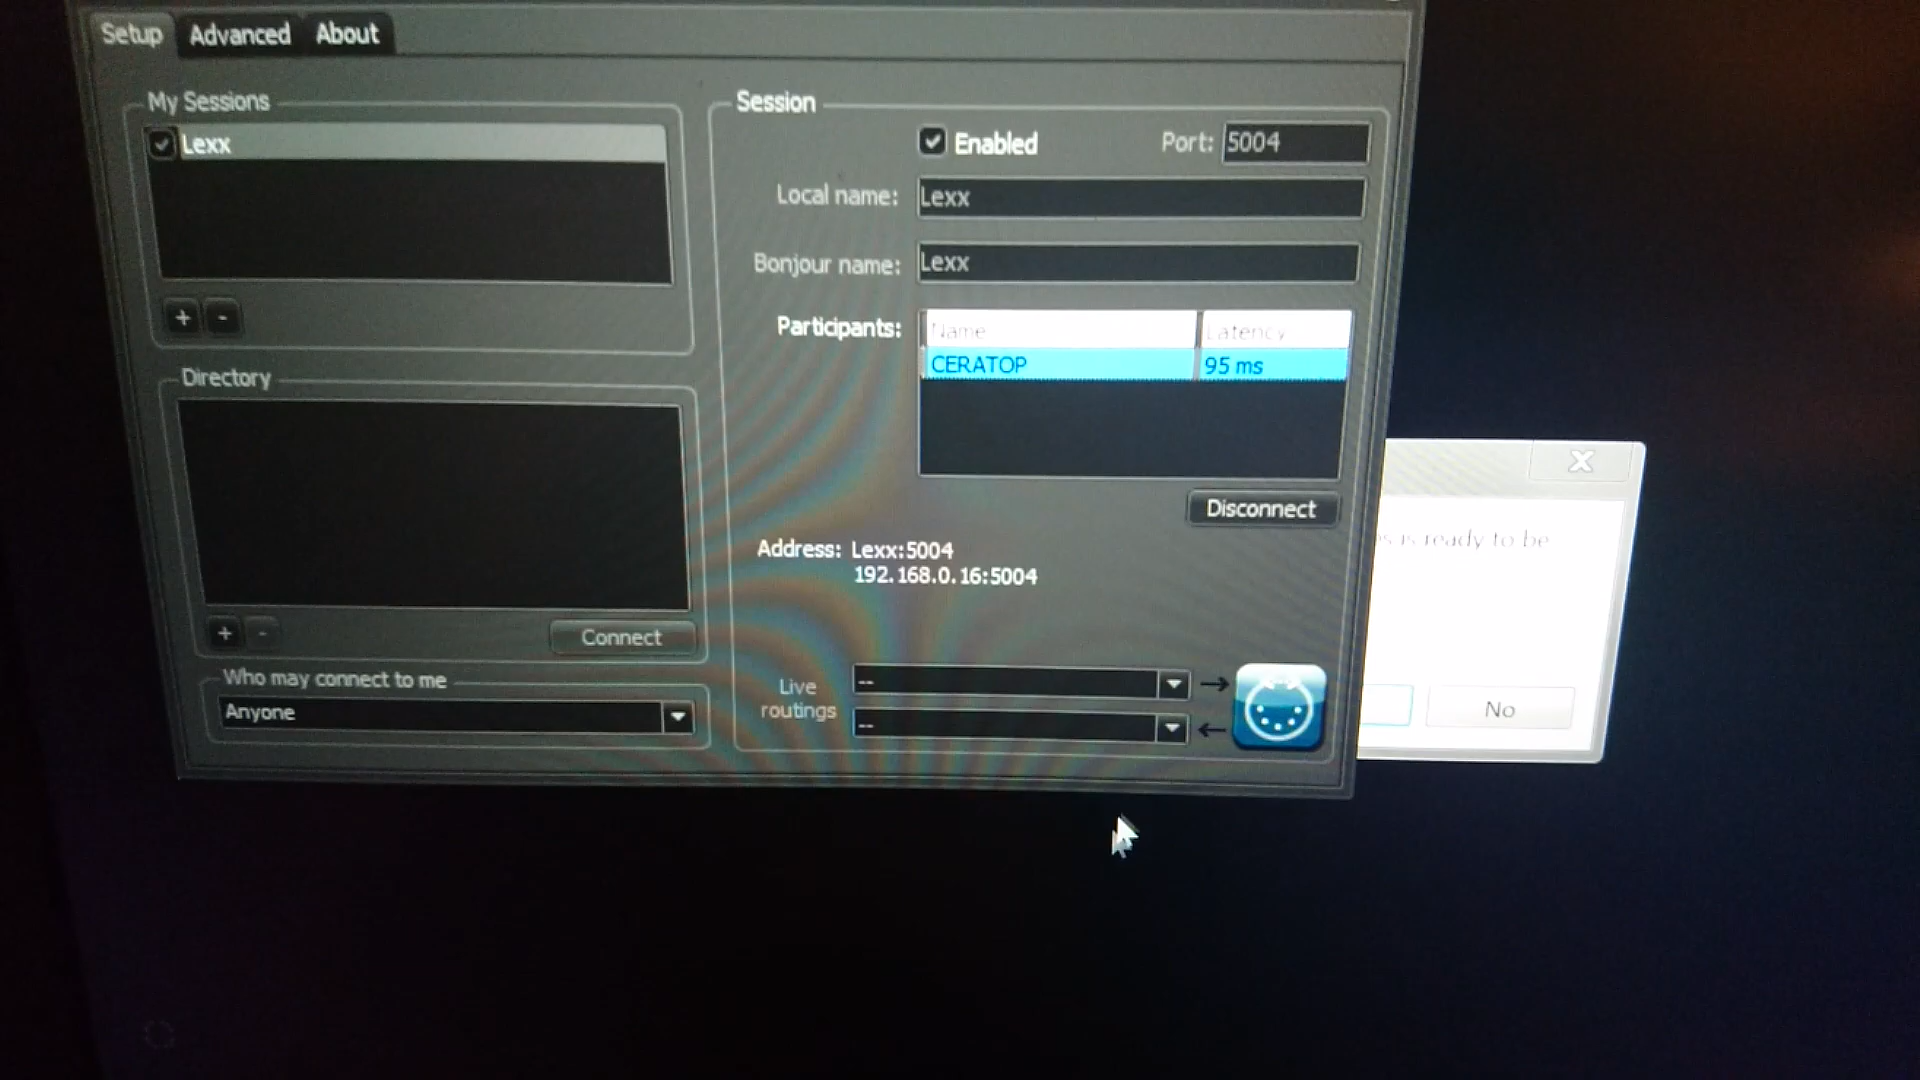 Setup Advanced About
My Sessions
Lexx
+ -
Directory
+ - Connect
Who may connect to me
Anyone
Session
Enabled Port: 5004
Local name: Lexx
Bonjour name: Lexx
Participants: Name Latency
CERATOP 95 ms
Disconnect
Address: Lexx:5004
192.168.0.16:5004
Live
routings
--
--
is ready to be
No